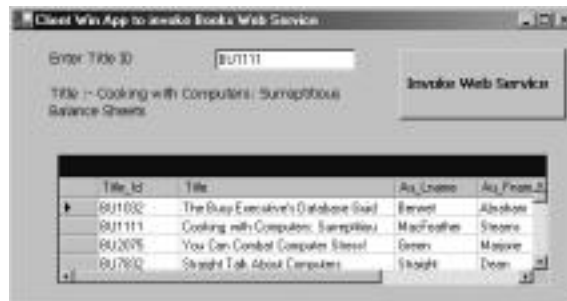 Client Win App to invoke Books Web Service
Enter Title ID
BU1111
Invoke Web Service
Title :- Cooking with Computers: Surreptitious
Balance Sheets
Title_Id Title Au_Lname Au_Fname
BU1032 The Busy Executive's Database Guid Bennet Abraham
BU1111 Cooking with Computers: Surreptitiou MacFeather Stearns
BU2075 You Can Combat Computer Stress! Green Marjorie
BU7832 Straight Talk About Computers Straight Dean